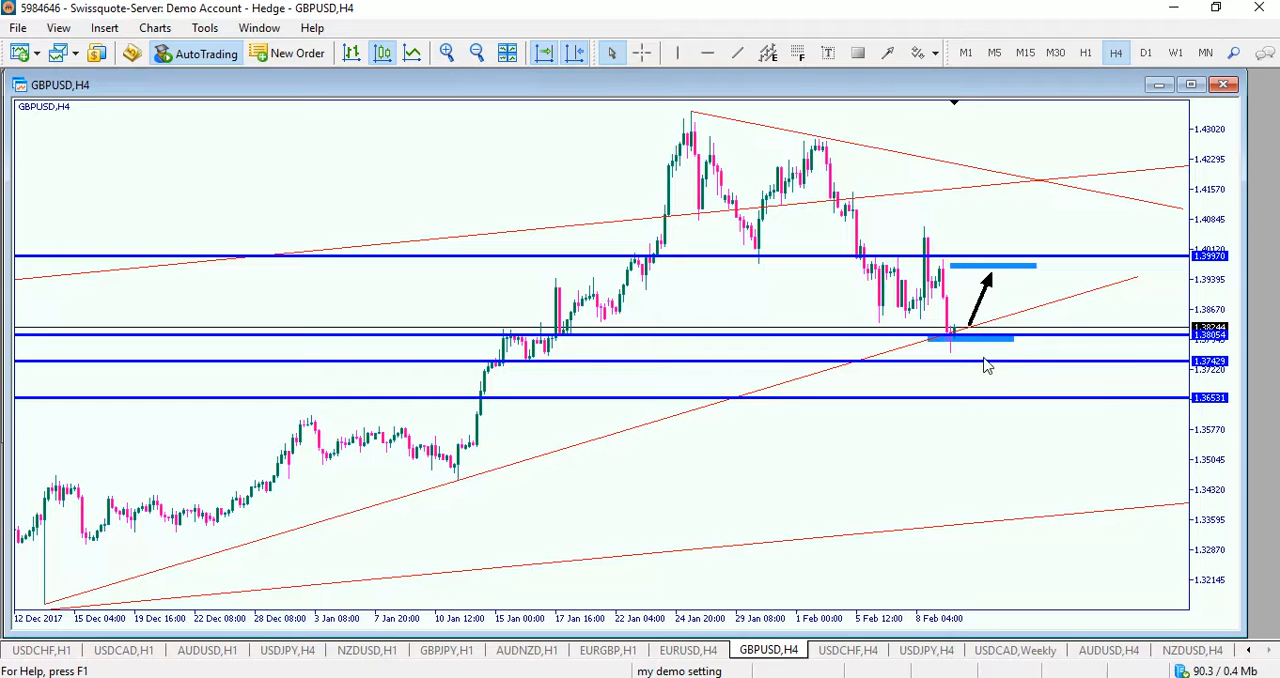 5984646 - Swissquote-Server: Demo Account - Hedge - GBPUSD,H4
File View Insert Charts Tools Window Help
AutoTrading New Order M1 M5 M15 M30 H1 H4 D1 W1 MN
GBPUSD,H4
GBPUSD,H4
1.43020
1.42295
1.41570
1.40845
1.39970
1.39395
1.38670
1.38244
1.38054
1.37429
1.37220
1.36531
1.35770
1.35045
1.34320
1.33595
1.32870
1.32145
12 Dec 2017 15 Dec 04:00 19 Dec 16:00 22 Dec 08:00 28 Dec 08:00 3 Jan 08:00 7 Jan 20:00 10 Jan 12:00 15 Jan 00:00 17 Jan 16:00 22 Jan 04:00 24 Jan 20:00 29 Jan 08:00 1 Feb 00:00 5 Feb 12:00 8 Feb 04:00
USDCHF,H1 USDCAD,H1 AUDUSD,H1 USDJPY,H4 NZDUSD,H1 GBPJPY,H1 AUDNZD,H1 EURGBP,H1 EURUSD,H4 GBPUSD,H4 USDCHF,H4 USDJPY,H4 USDCAD,Weekly AUDUSD,H4 NZDUSD,H4
For Help, press F1 my demo setting 90.3 / 0.4 Mb